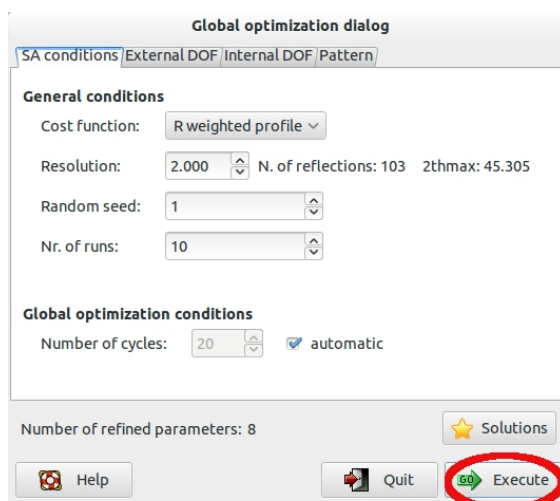 Global optimization dialog
SA conditions External DOF Internal DOF Pattern
General conditions
Cost function: R weighted profile
Resolution: 2.000 N. of reflections: 103 2thmax: 45.305
Random seed: 1
Nr. of runs: 10
Global optimization conditions
Number of cycles: 20 automatic
Number of refined parameters: 8 Solutions
Help Quit GO Execute